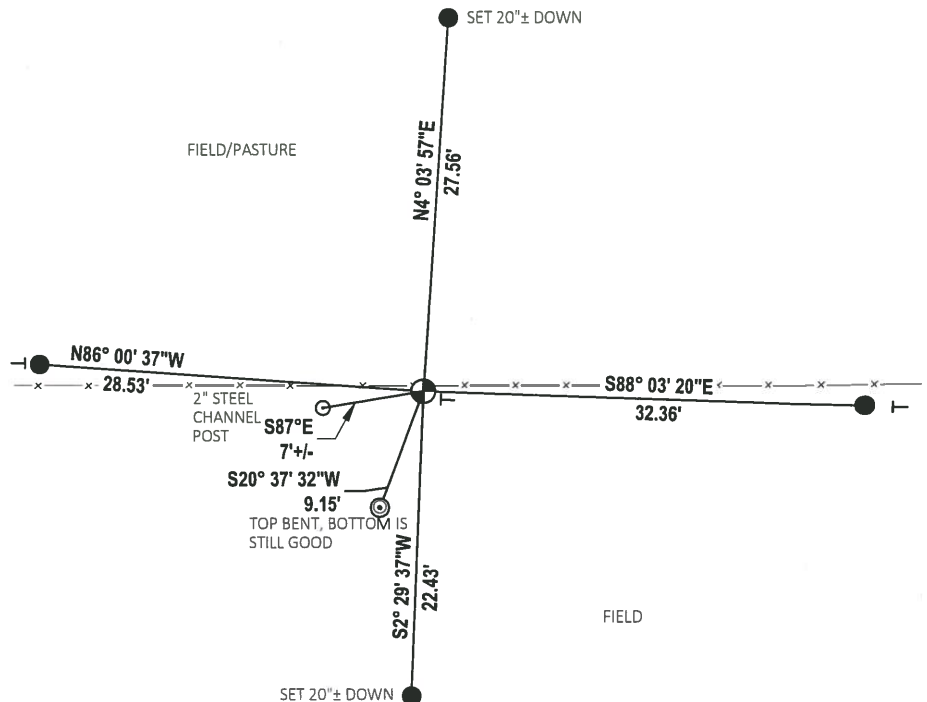 SET 20"± DOWN
FIELD/PASTURE
N4° 03' 57"E
27.56'
N86° 00' 37"W
28.53'
S88° 03' 20"E
32.36'
2" STEEL
CHANNEL
POST
S87°E
7'+/-
S20° 37' 32"W
9.15'
TOP BENT, BOTTOM IS
STILL GOOD
S2° 29' 37"W
22.43'
FIELD
SET 20"± DOWN